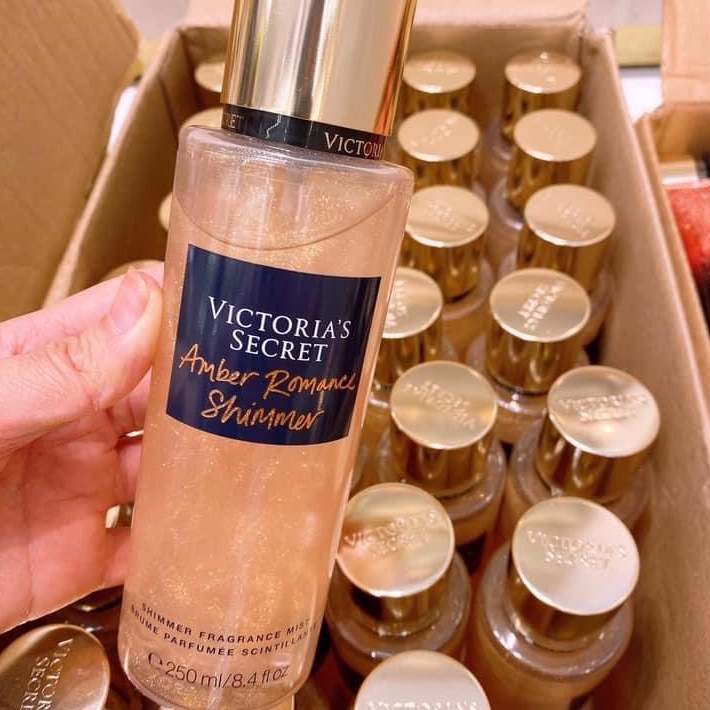 VICTORIA'S
SECRET
Amber Romance
Shimmer
SHIMMER FRAGRANCE MIST
BRUME PARFUMÉE SCINTILLANTE
℮250 ml/8.4 fl oz
VICTORIA'S
SECRET
VICTORIA'S
SECRET
VICTORIA'S
SECRET